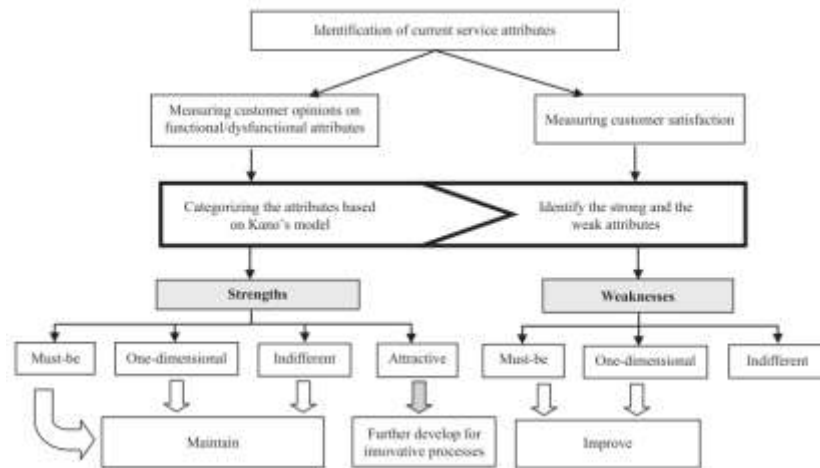 Identification of current service attributes
Measuring customer opinions on
functional/dysfunctional attributes
Measuring customer satisfaction
Categorizing the attributes based
on Kano's model
Identify the strong and the
weak attributes
Strengths
Weaknesses
Must-be
One-dimensional
Indifferent
Attractive
Must-be
One-dimensional
Indifferent
Maintain
Further develop for
innovative processes
Improve